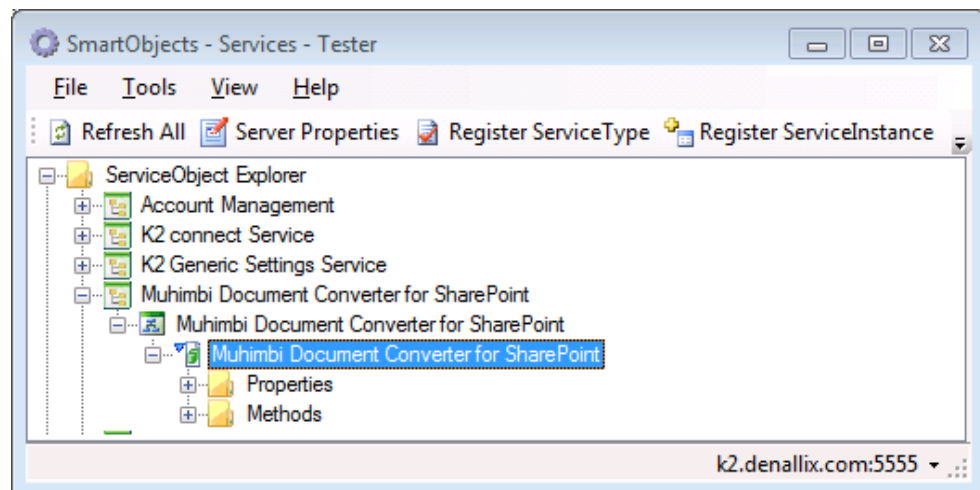 SmartObjects - Services - Tester
File Tools View Help
Refresh All Server Properties Register ServiceType Register ServiceInstance
ServiceObject Explorer
Account Management
K2 connect Service
K2 Generic Settings Service
Muhimbi Document Converter for SharePoint
Muhimbi Document Converter for SharePoint
Muhimbi Document Converter for SharePoint
Properties
Methods
k2.denallix.com:5555